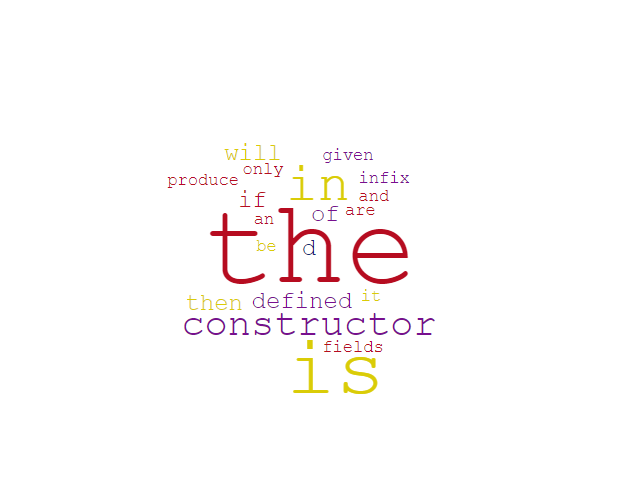 will
given
only
produce
in
infix
if
and
an
of
are
the
be
d
then
defined
it
constructor
fields
is